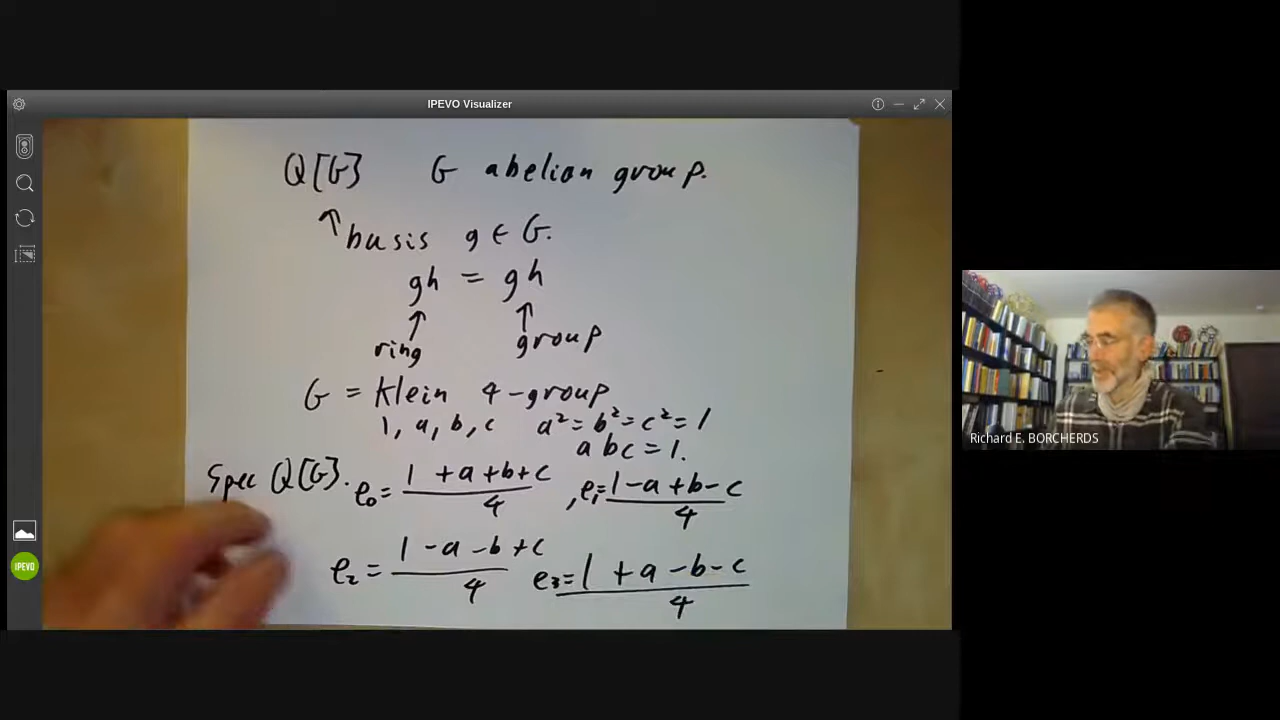 IPEVO Visualizer
Q[G] G abelian group.
↑ basis g ∈ G.
gh = gh
↑ ↑
ring group
G = Klein 4-group
1, a, b, c a² = b² = c² = 1
abc = 1.
Spec Q[G]. e₀ = (1 + a + b + c)/4 , e₁ = (1 - a + b - c)/4
e₂ = (1 - a - b + c)/4 e₃ = (1 + a - b - c)/4
Richard E. BORCHERDS
IPEVO